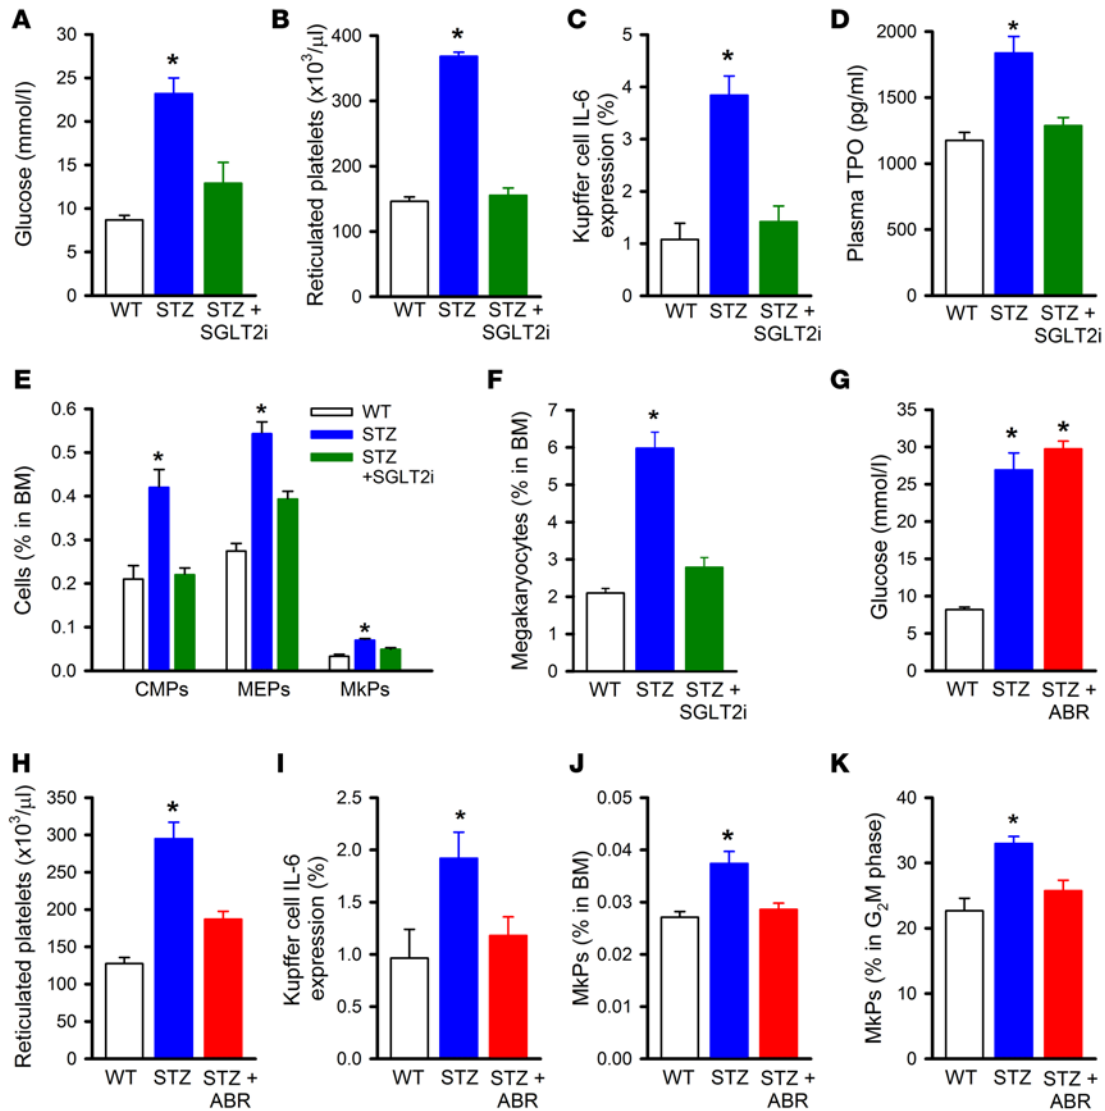 A
Glucose (mmol/l)
30
25
20
15
10
5
0
*
WT STZ STZ +
SGLT2i
B
Reticulated platelets (x10³/µl)
400
300
200
100
0
*
WT STZ STZ +
SGLT2i
C
Kupffer cell IL-6
expression (%)
5
4
3
2
1
0
*
WT STZ STZ +
SGLT2i
D
Plasma TPO (pg/ml)
2000
1500
1000
500
0
*
WT STZ STZ +
SGLT2i
E
Cells (% in BM)
0.6
0.5
0.4
0.3
0.2
0.1
0.0
*
*
*
WT
STZ
STZ
+SGLT2i
CMPs MEPs MkPs
F
Megakaryocytes (% in BM)
7
6
5
4
3
2
1
0
*
WT STZ STZ +
SGLT2i
G
Glucose (mmol/l)
35
30
25
20
15
10
5
0
* *
WT STZ STZ +
ABR
H
Reticulated platelets (x10³/µl)
350
300
250
200
150
100
50
0
*
WT STZ STZ +
ABR
I
Kupffer cell IL-6
expression (%)
2.5
2.0
1.5
1.0
0.5
0.0
*
WT STZ STZ +
ABR
J
MkPs (% in BM)
0.05
0.04
0.03
0.02
0.01
0.00
*
WT STZ STZ +
ABR
K
MkPs (% in G₂M phase)
40
30
20
10
0
*
WT STZ STZ +
ABR